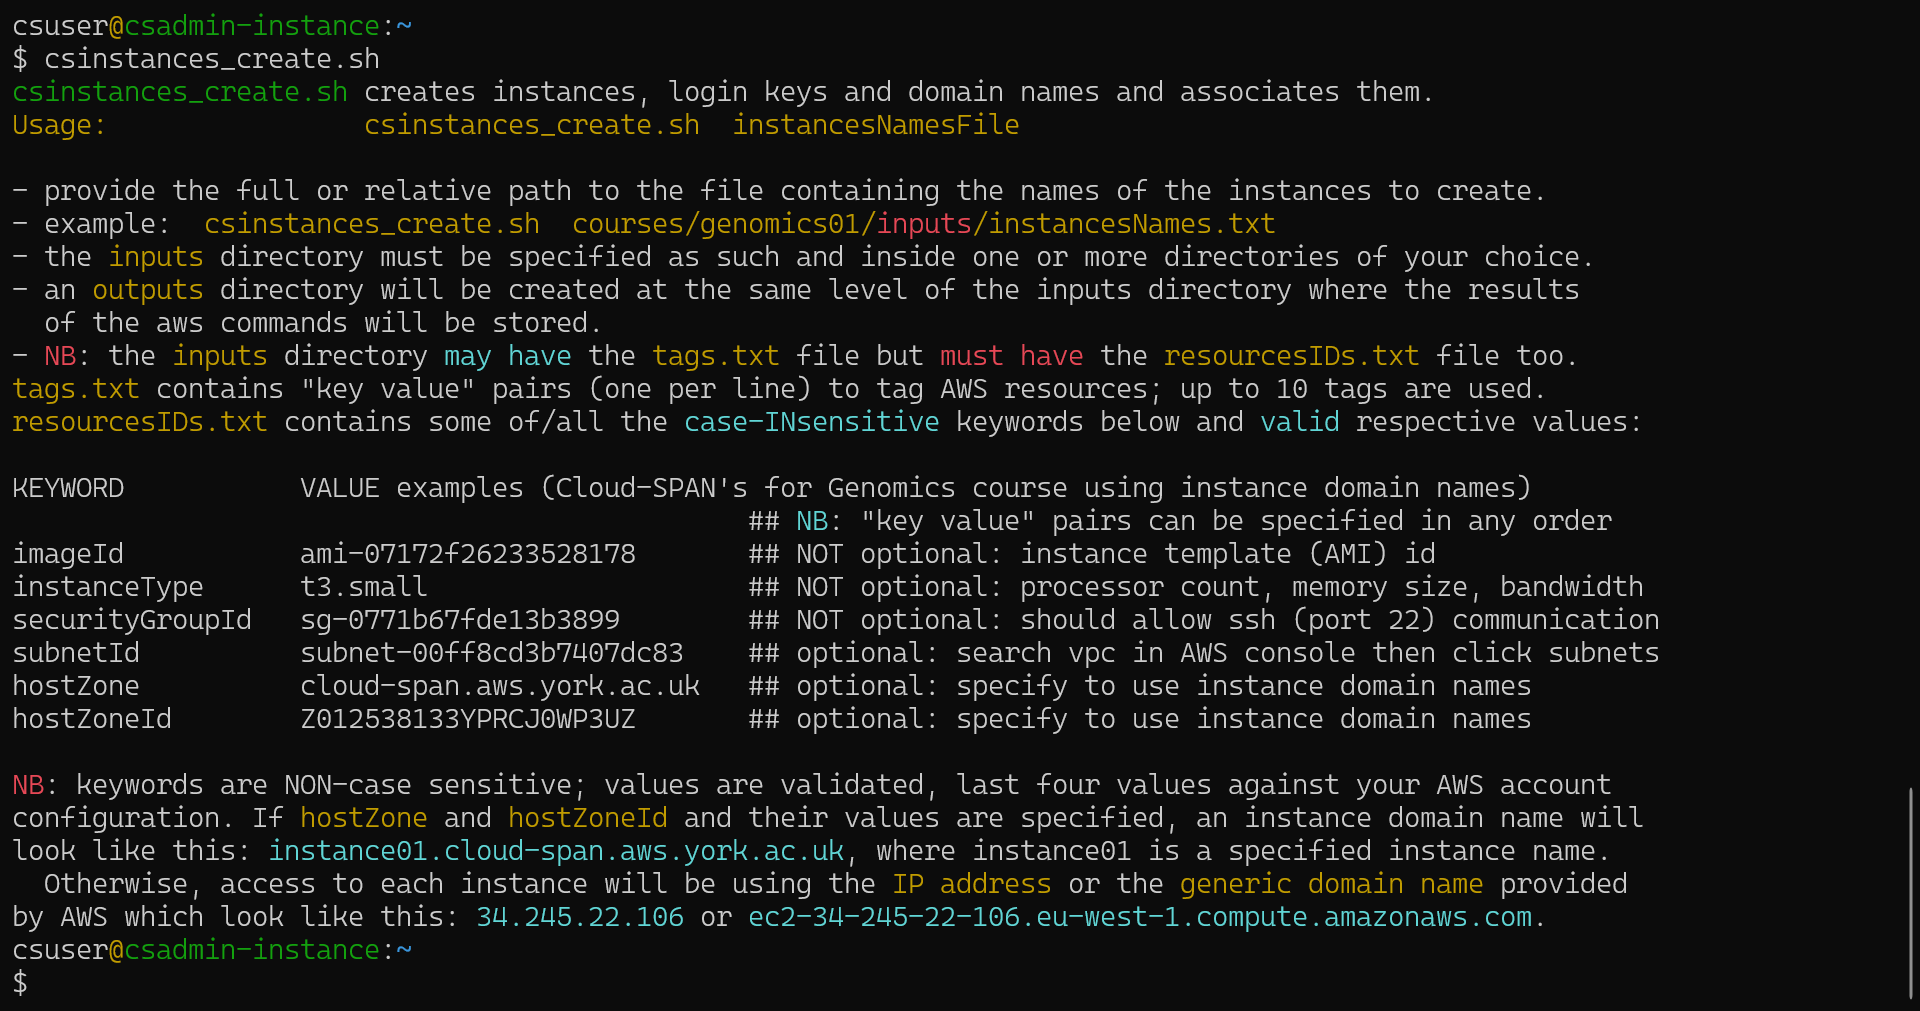 csuser@csadmin-instance:~
$ csinstances_create.sh
csinstances_create.sh creates instances, login keys and domain names and associates them.
Usage:                csinstances_create.sh  instancesNamesFile
- provide the full or relative path to the file containing the names of the instances to create.
- example:  csinstances_create.sh  courses/genomics01/inputs/instancesNames.txt
- the inputs directory must be specified as such and inside one or more directories of your choice.
- an outputs directory will be created at the same level of the inputs directory where the results
  of the aws commands will be stored.
- NB: the inputs directory may have the tags.txt file but must have the resourcesIDs.txt file too.
tags.txt contains "key value" pairs (one per line) to tag AWS resources; up to 10 tags are used.
resourcesIDs.txt contains some of/all the case-INsensitive keywords below and valid respective values:
KEYWORD           VALUE examples (Cloud-SPAN's for Genomics course using instance domain names)
                                              ## NB: "key value" pairs can be specified in any order
imageId           ami-07172f26233528178       ## NOT optional: instance template (AMI) id
instanceType      t3.small                    ## NOT optional: processor count, memory size, bandwidth
securityGroupId   sg-0771b67fde13b3899        ## NOT optional: should allow ssh (port 22) communication
subnetId          subnet-00ff8cd3b7407dc83    ## optional: search vpc in AWS console then click subnets
hostZone          cloud-span.aws.york.ac.uk   ## optional: specify to use instance domain names
hostZoneId        Z012538133YPRCJ0WP3UZ       ## optional: specify to use instance domain names
NB: keywords are NON-case sensitive; values are validated, last four values against your AWS account
configuration. If hostZone and hostZoneId and their values are specified, an instance domain name will
look like this: instance01.cloud-span.aws.york.ac.uk, where instance01 is a specified instance name.
  Otherwise, access to each instance will be using the IP address or the generic domain name provided
by AWS which look like this: 34.245.22.106 or ec2-34-245-22-106.eu-west-1.compute.amazonaws.com.
csuser@csadmin-instance:~
$